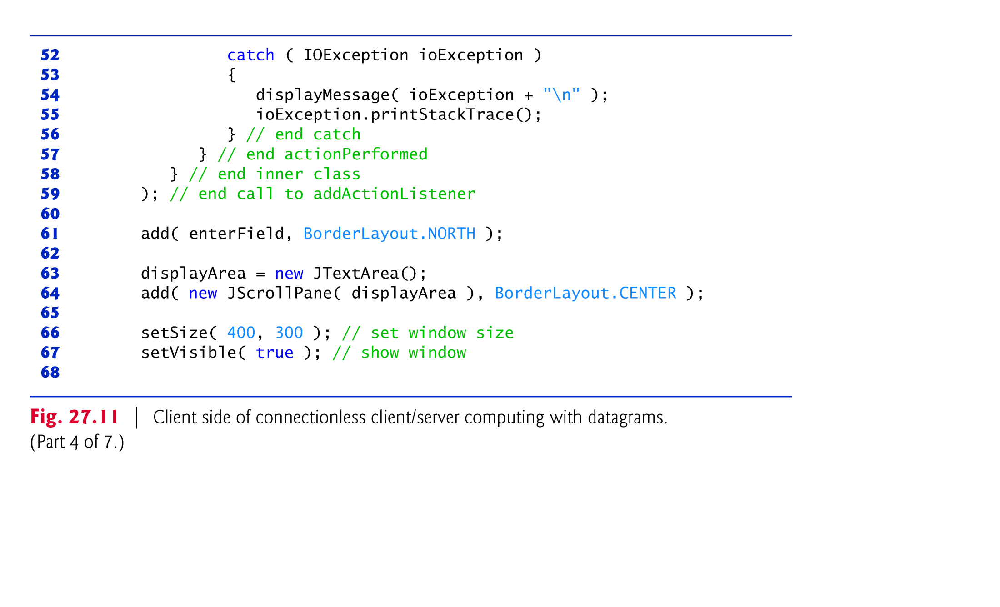 52                  catch ( IOException ioException )
53                  {
54                     displayMessage( ioException + "\n" );
55                     ioException.printStackTrace();
56                  } // end catch
57               } // end actionPerformed
58            } // end inner class
59         ); // end call to addActionListener
60
61         add( enterField, BorderLayout.NORTH );
62
63         displayArea = new JTextArea();
64         add( new JScrollPane( displayArea ), BorderLayout.CENTER );
65
66         setSize( 400, 300 ); // set window size
67         setVisible( true ); // show window
68
Fig. 27.11 | Client side of connectionless client/server computing with datagrams.
(Part 4 of 7.)